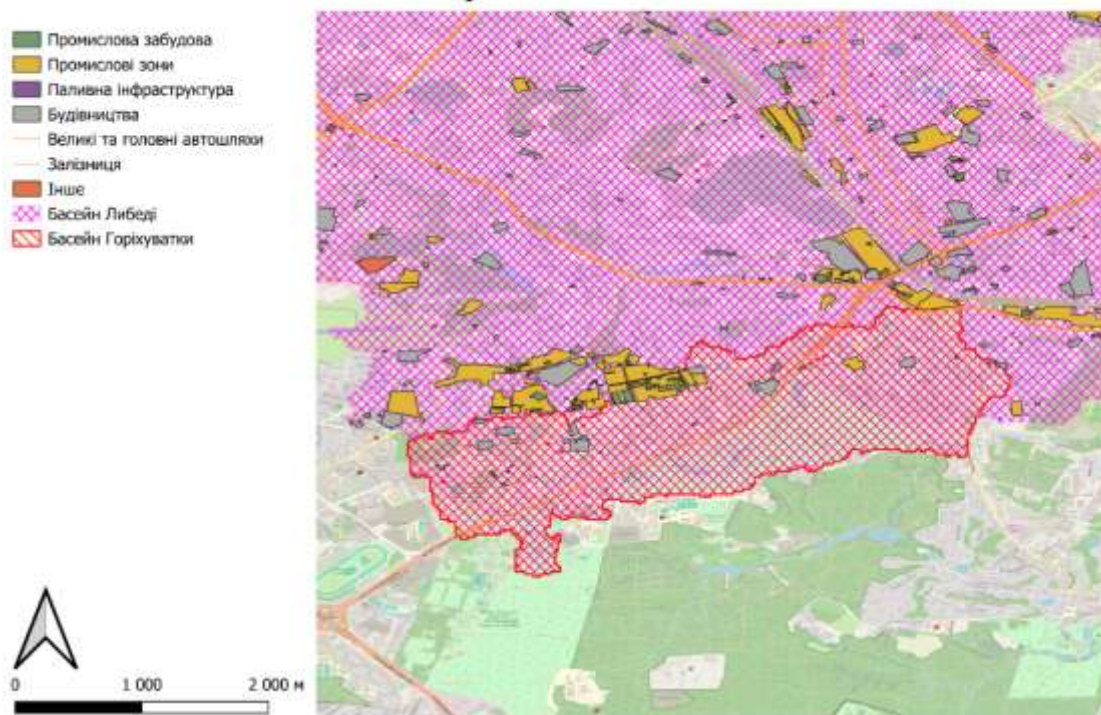 Промислова забудова
Промислові зони
Паливна інфраструктура
Будівництва
Великі та головні автошляхи
Залізниця
Інше
Басейн Либеді
Басейн Горіхуватки
0 1 000 2 000 м